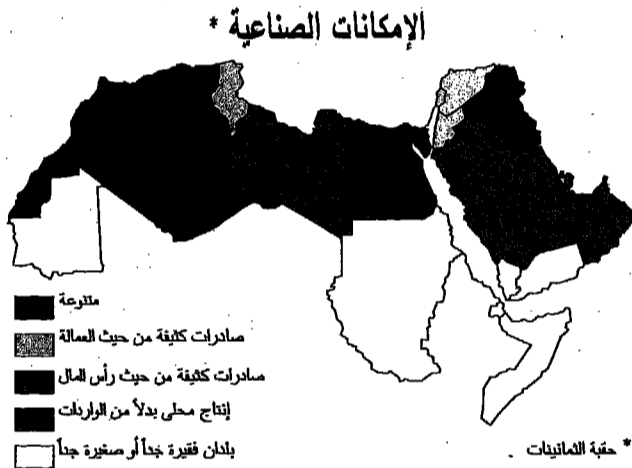 الإمكانات الصناعية *
متنوعة
صادرات كثيفة من حيث العمالة
صادرات كثيفة من حيث رأس المال
إنتاج محلى بدلاً من الواردات
بلدان فقيرة جداً أو صغيرة جداً
* حقبة الثمانينات